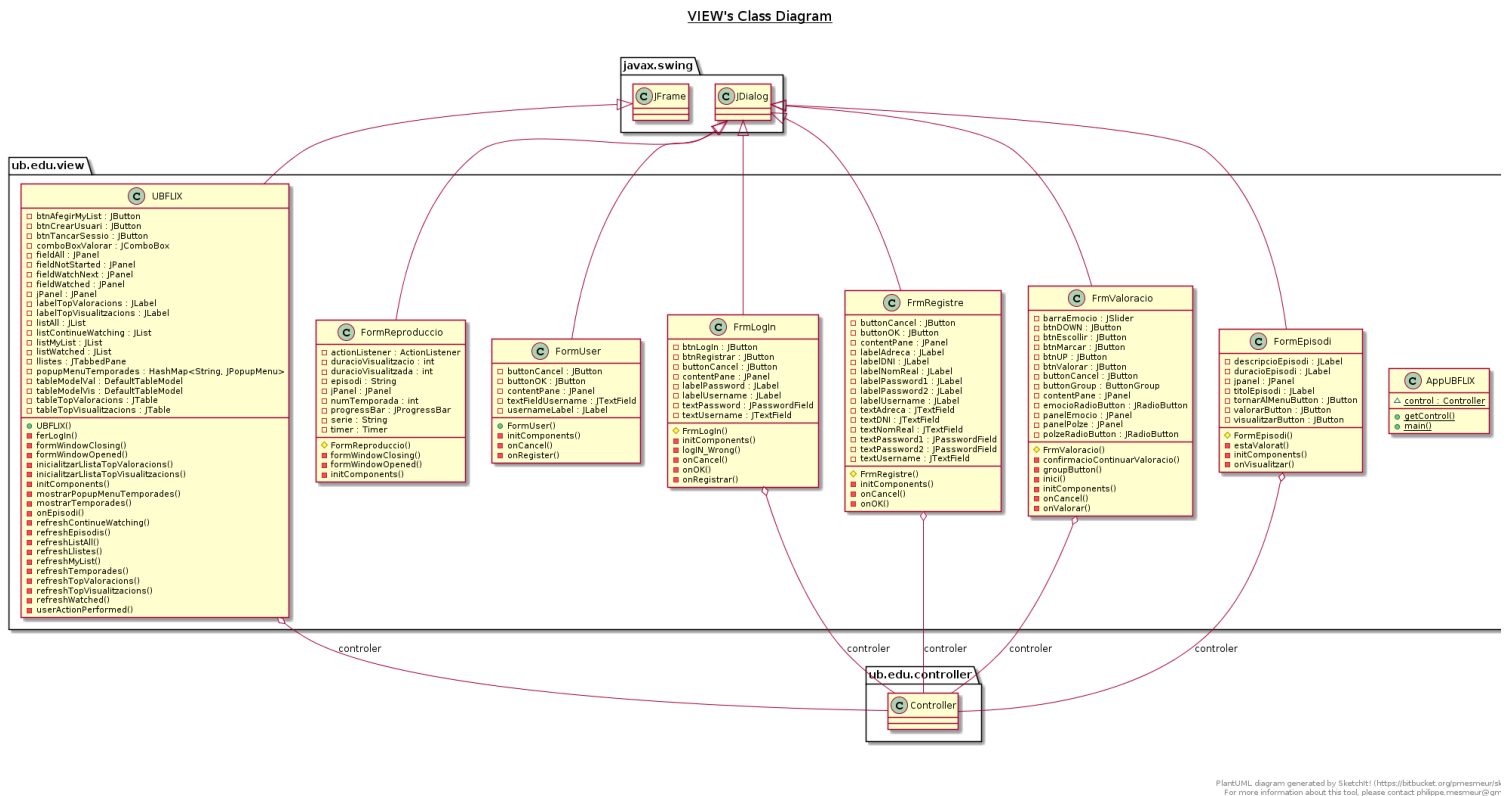 VIEW's Class Diagram
javax.swing
C JFrame
C JDialog
ub.edu.view
C UBFLIX
btnAfegirMyList : JButton
btnCrearUsuari : JButton
btnTancarSessio : JButton
comboBoxValorar : JComboBox
fieldAll : JPanel
fieldNotStarted : JPanel
fieldWatchNext : JPanel
fieldWatched : JPanel
jPanel : JPanel
labelTopValoracions : JLabel
labelTopVisualitzacions : JLabel
listAll : JList
listContinueWatching : JList
listMyList : JList
listWatched : JList
llistes : JTabbedPane
popupMenuTemporades : HashMap<String, JPopupMenu>
tableModelVal : DefaultTableModel
tableModelVis : DefaultTableModel
tableTopValoracions : JTable
tableTopVisualitzacions : JTable
UBFLIX()
ferLogIn()
formWindowClosing()
formWindowOpened()
inicialitzarLlistaTopValoracions()
inicialitzarLlistaTopVisualitzacions()
initComponents()
mostrarPopupMenuTemporades()
mostrarTemporades()
onEpisodi()
refreshContinueWatching()
refreshEpisodis()
refreshListAll()
refreshLlistes()
refreshMyList()
refreshTemporades()
refreshTopValoracions()
refreshTopVisualitzacions()
refreshWatched()
userActionPerformed()
C FormReproduccio
actionListener : ActionListener
duracioVisualitzacio : int
duracioVisualitzada : int
episodi : String
jPanel : JPanel
numTemporada : int
progressBar : JProgressBar
serie : String
timer : Timer
FormReproduccio()
formWindowClosing()
formWindowOpened()
initComponents()
C FormUser
buttonCancel : JButton
buttonOK : JButton
contentPane : JPanel
textFieldUsername : JTextField
usernameLabel : JLabel
FormUser()
initComponents()
onCancel()
onRegister()
C FrmLogIn
btnLogIn : JButton
btnRegistrar : JButton
buttonCancel : JButton
contentPane : JPanel
labelPassword : JLabel
labelUsername : JLabel
textPassword : JPasswordField
textUsername : JTextField
FrmLogIn()
initComponents()
logIN_Wrong()
onCancel()
onOK()
onRegistrar()
C FrmRegistre
buttonCancel : JButton
buttonOK : JButton
contentPane : JPanel
labelAdreca : JLabel
labelDNI : JLabel
labelNomReal : JLabel
labelPassword1 : JLabel
labelPassword2 : JLabel
labelUsername : JLabel
textAdreca : JTextField
textDNI : JTextField
textNomReal : JTextField
textPassword1 : JPasswordField
textPassword2 : JPasswordField
textUsername : JTextField
FrmRegistre()
initComponents()
onCancel()
onOK()
C FrmValoracio
barraEmocio : JSlider
btnDOWN : JButton
btnEscollir : JButton
btnMarcar : JButton
btnUP : JButton
btnValorar : JButton
buttonCancel : JButton
buttonGroup : ButtonGroup
contentPane : JPanel
emocioRadioButton : JRadioButton
panelEmocio : JPanel
panelPolze : JPanel
polzeRadioButton : JRadioButton
FrmValoracio()
confirmacioContinuarValoracio()
groupButton()
inici()
initComponents()
onCancel()
onValorar()
C FormEpisodi
descripcioEpisodi : JLabel
duracioEpisodi : JLabel
jpanel : JPanel
titolEpisodi : JLabel
tornarAlMenuButton : JButton
valorarButton : JButton
visualitzarButton : JButton
FormEpisodi()
estaValorat()
initComponents()
onVisualitzar()
C AppUBFLIX
control : Controller
getControl()
main()
controler
controler
controler
controler
controler
ub.edu.controller
C Controller
PlantUML diagram generated by SketchIt! (https://bitbucket.org/pmesmeur/sk
For more information about this tool, please contact philippe.mesmeur@gm